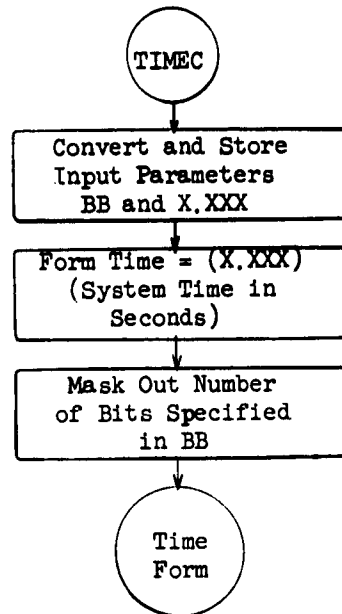 TIMEC
Convert and Store
Input Parameters
BB and X.XXX
Form Time = (X.XXX)
(System Time in
Seconds)
Mask Out Number
of Bits Specified
in BB
Time
Form